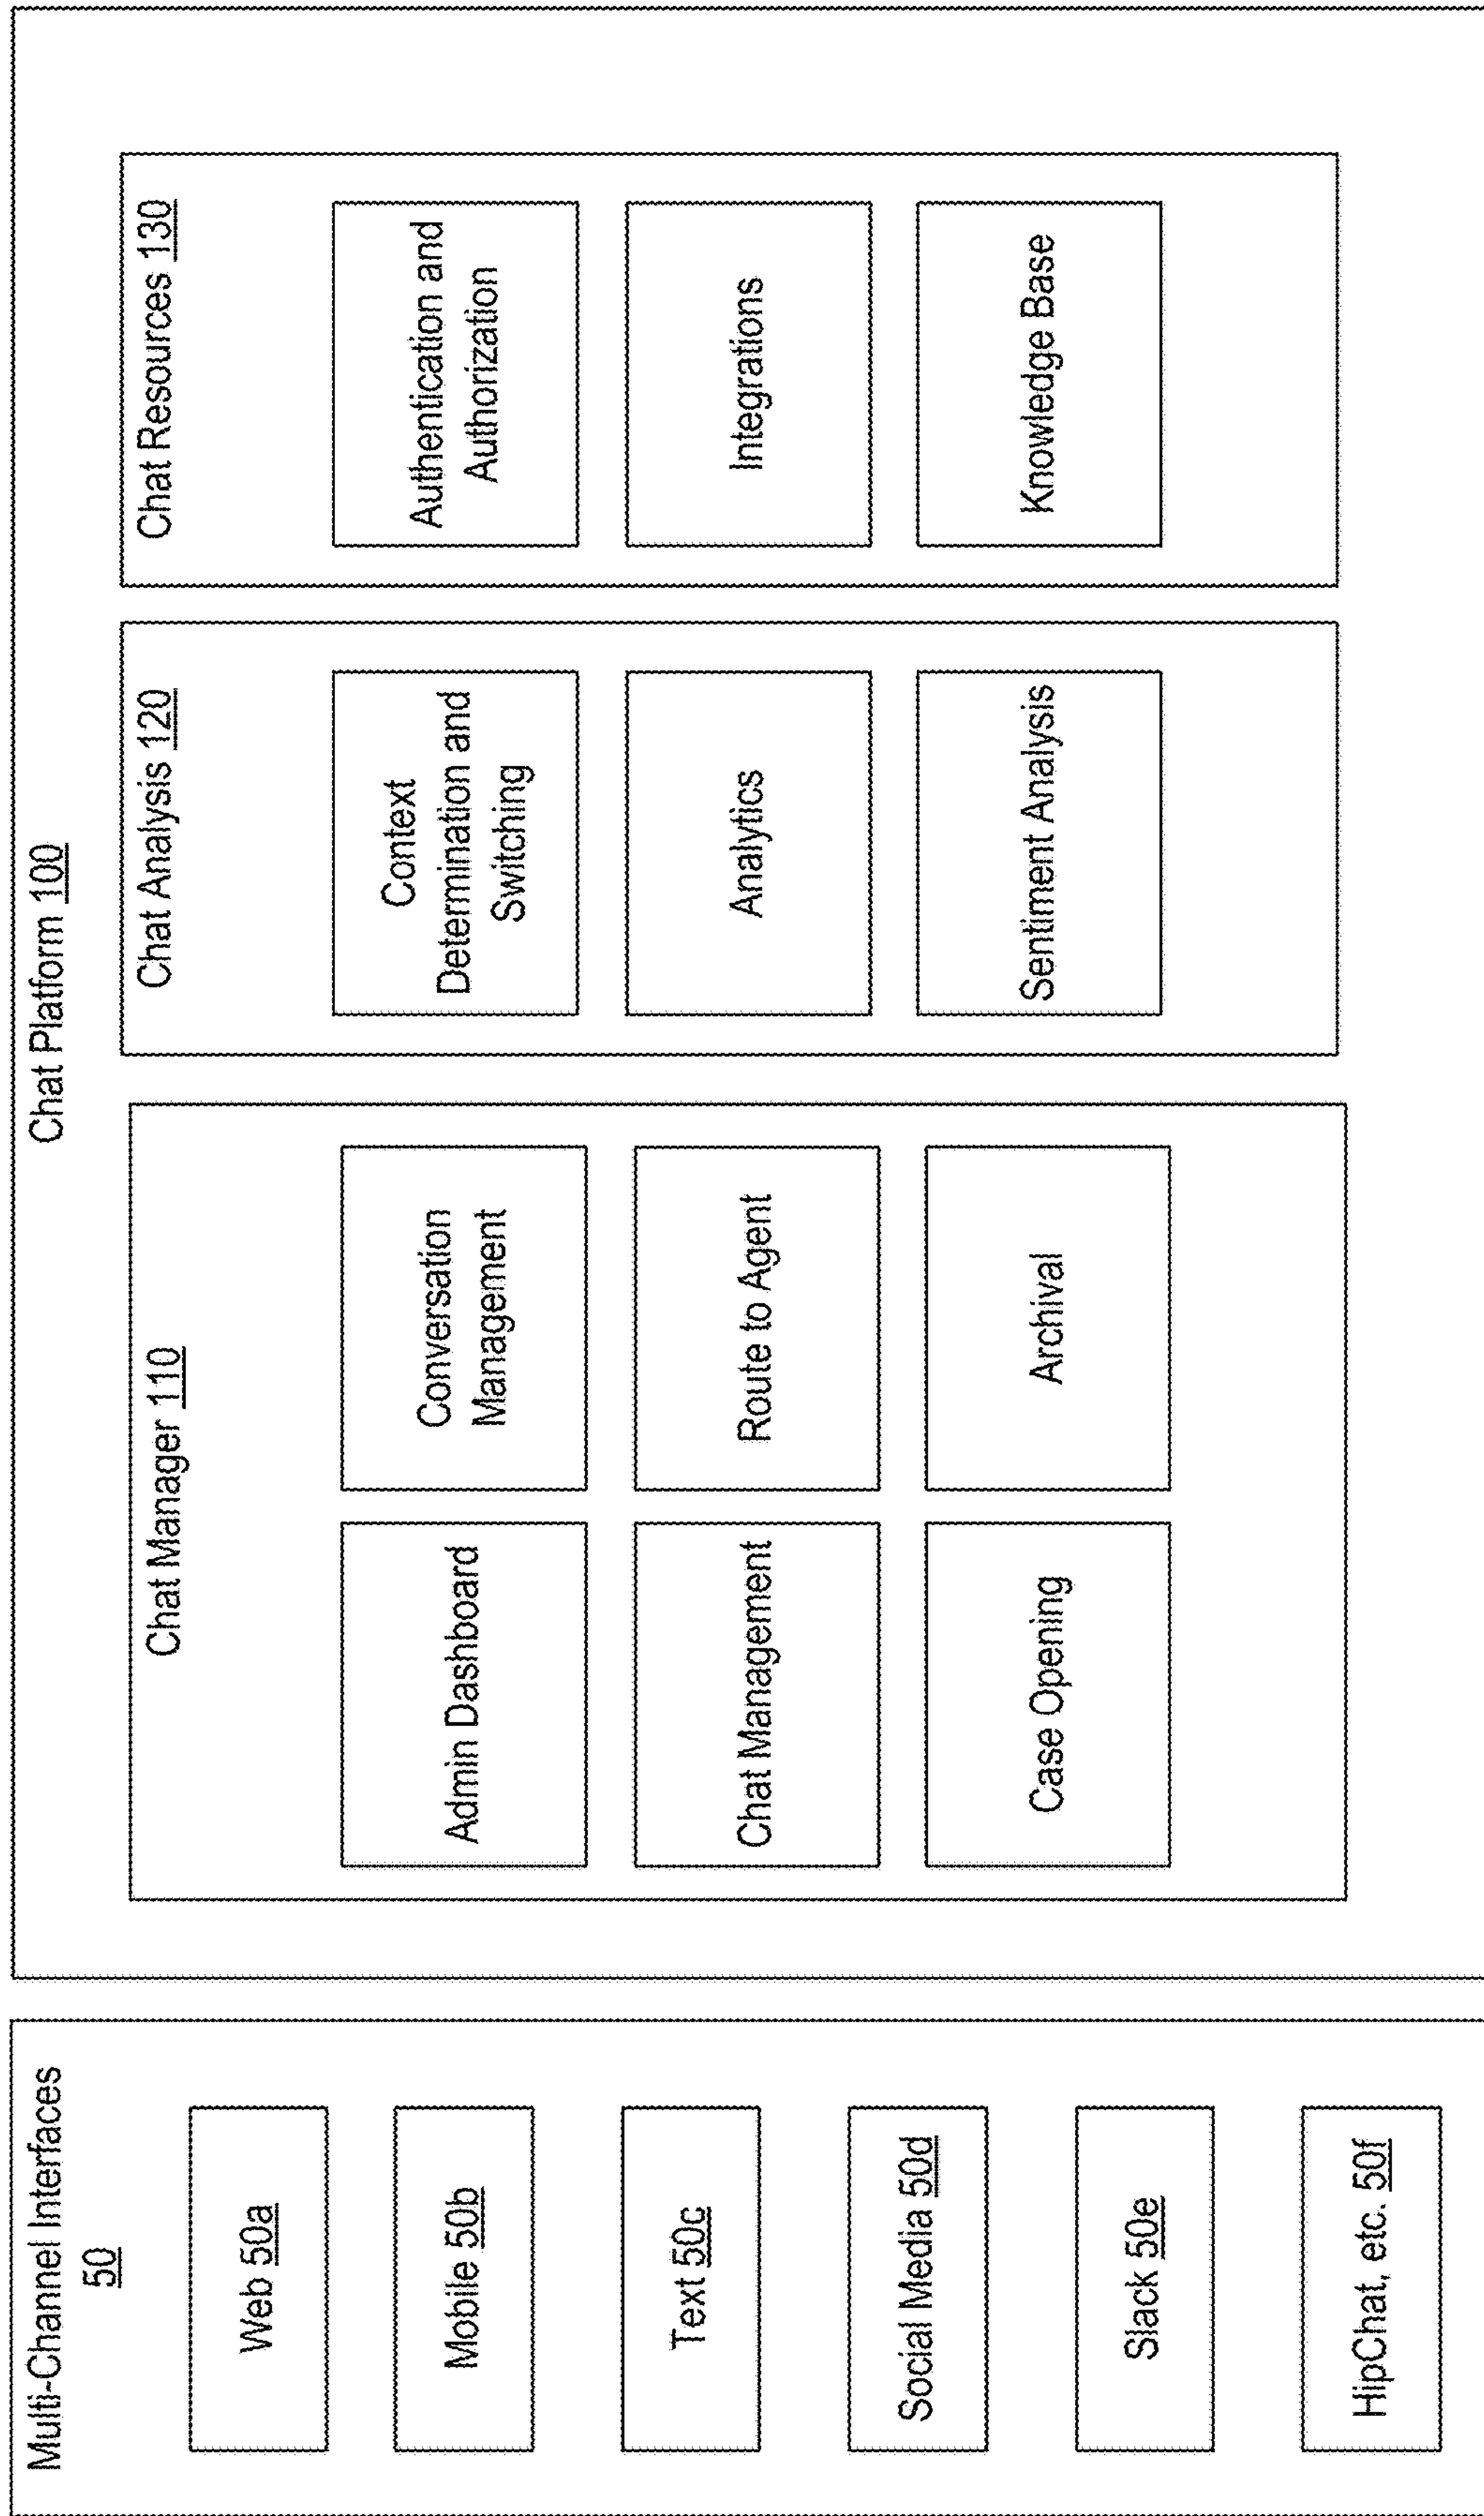 Multi-Channel Interfaces
50
Web 50a
Mobile 50b
Text 50c
Social Media 50d
Slack 50e
HipChat, etc. 50f
Chat Platform 100
Chat Manager 110
Admin Dashboard
Conversation
Management
Chat Management
Route to Agent
Case Opening
Archival
Chat Analysis 120
Context
Determination and
Switching
Analytics
Sentiment Analysis
Chat Resources 130
Authentication and
Authorization
Integrations
Knowledge Base